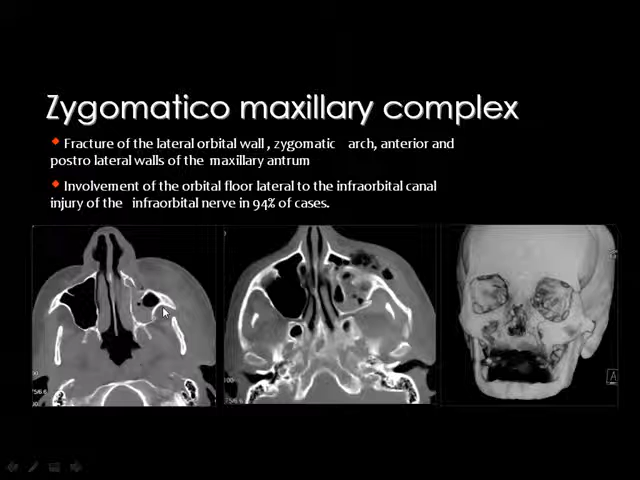 Zygomatico maxillary complex
Fracture of the lateral orbital wall , zygomatic arch, anterior and
postro lateral walls of the maxillary antrum
Involvement of the orbital floor lateral to the infraorbital canal
injury of the infraorbital nerve in 94% of cases.
A